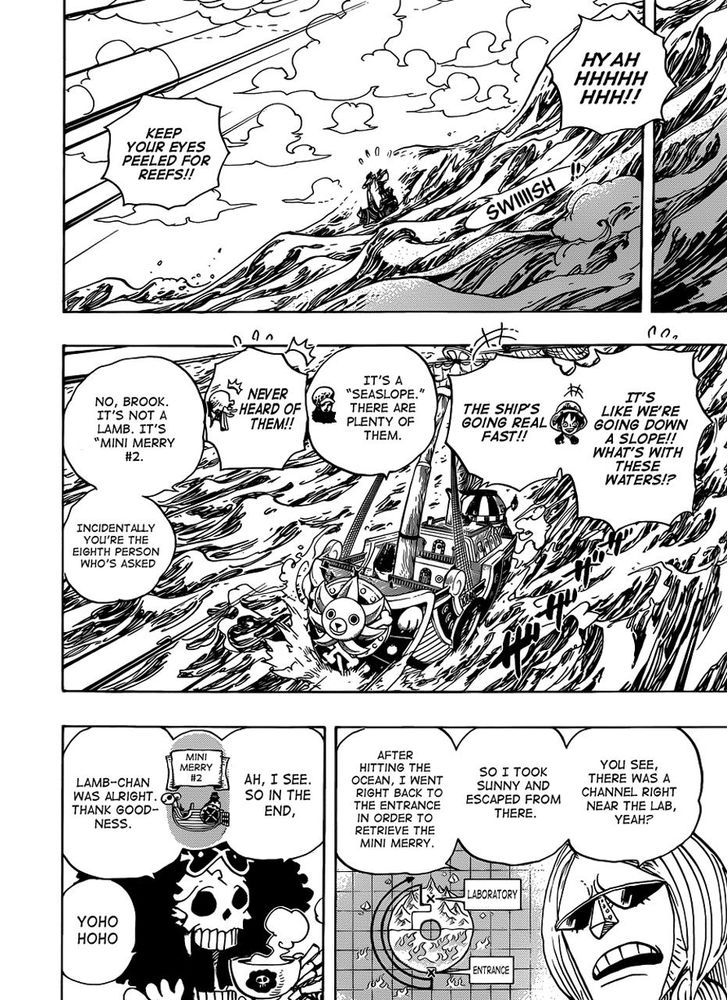 HYAH
HHHHH
HHH!!
KEEP
YOUR EYES
PEELED FOR
REEFS!!
SWIIIISH
!!
IT'S
LIKE WE'RE
GOING DOWN
A SLOPE!!
WHAT'S WITH
THESE
WATERS!?
THE SHIP'S
GOING REAL
FAST!!
IT'S A
"SEASLOPE."
THERE ARE
PLENTY OF
THEM.
NEVER
HEARD OF
THEM!!
NO, BROOK.
IT'S NOT A
LAMB. IT'S
"MINI MERRY
#2.
INCIDENTALLY
YOU'RE THE
EIGHTH PERSON
WHO'S ASKED
YOU SEE,
THERE WAS A
CHANNEL RIGHT
NEAR THE LAB,
YEAH?
SO I TOOK
SUNNY AND
ESCAPED FROM
THERE.
AFTER
HITTING THE
OCEAN, I WENT
RIGHT BACK TO
THE ENTRANCE
IN ORDER TO
RETRIEVE THE
MINI MERRY.
LABORATORY
ENTRANCE
AH, I SEE.
SO IN THE
END,
MINI
MERRY
#2
LAMB-CHAN
WAS ALRIGHT.
THANK GOOD-
NESS.
YOHO
HOHO